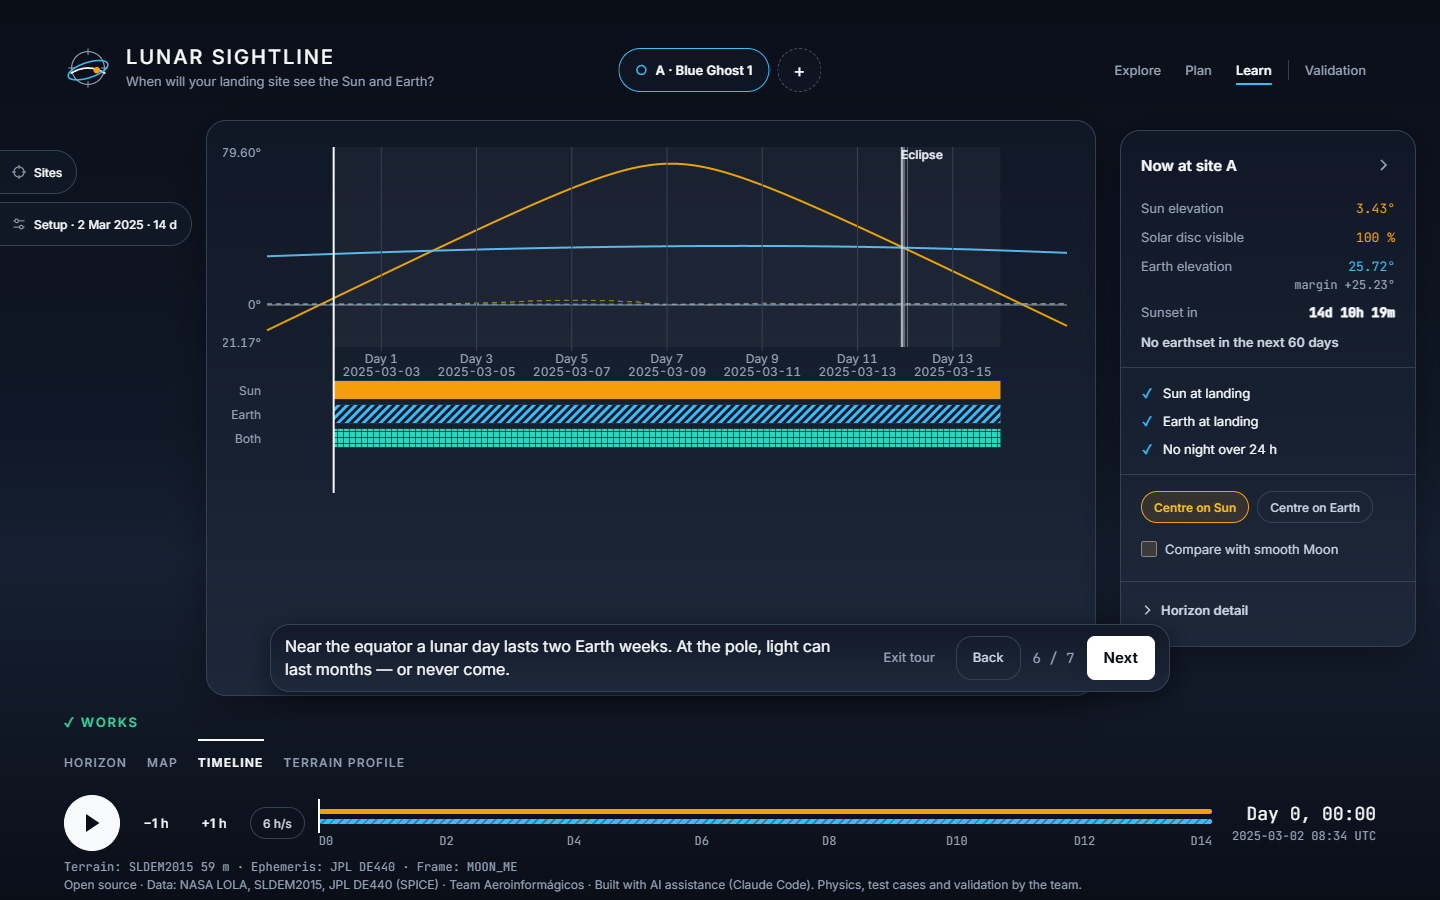 LUNAR SIGHTLINE
When will your landing site see the Sun and Earth?
A · Blue Ghost 1
+
Explore
Plan
Learn
Validation
Sites
Setup · 2 Mar 2025 · 14 d
79.60°
0°
21.17°
Eclipse
Day 1
Day 3
Day 5
Day 7
Day 9
Day 11
Day 13
2025-03-03
2025-03-05
2025-03-07
2025-03-09
2025-03-11
2025-03-13
2025-03-15
Sun
Earth
Both
Now at site A
Sun elevation 3.43°
Solar disc visible 100 %
Earth elevation 25.72°
margin +25.23°
Sunset in 14d 10h 19m
No earthset in the next 60 days
✓ Sun at landing
✓ Earth at landing
✓ No night over 24 h
Centre on Sun
Centre on Earth
Compare with smooth Moon
Horizon detail
Near the equator a lunar day lasts two Earth weeks. At the pole, light can
last months — or never come.
Exit tour
Back
6 / 7
Next
✓ WORKS
HORIZON
MAP
TIMELINE
TERRAIN PROFILE
−1 h
+1 h
6 h/s
D0
D2
D4
D6
D8
D10
D12
D14
Day 0, 00:00
2025-03-02 08:34 UTC
Terrain: SLDEM2015 59 m · Ephemeris: JPL DE440 · Frame: MOON_ME
Open source · Data: NASA LOLA, SLDEM2015, JPL DE440 (SPICE) · Team Aeroinformágicos · Built with AI assistance (Claude Code). Physics, test cases and validation by the team.